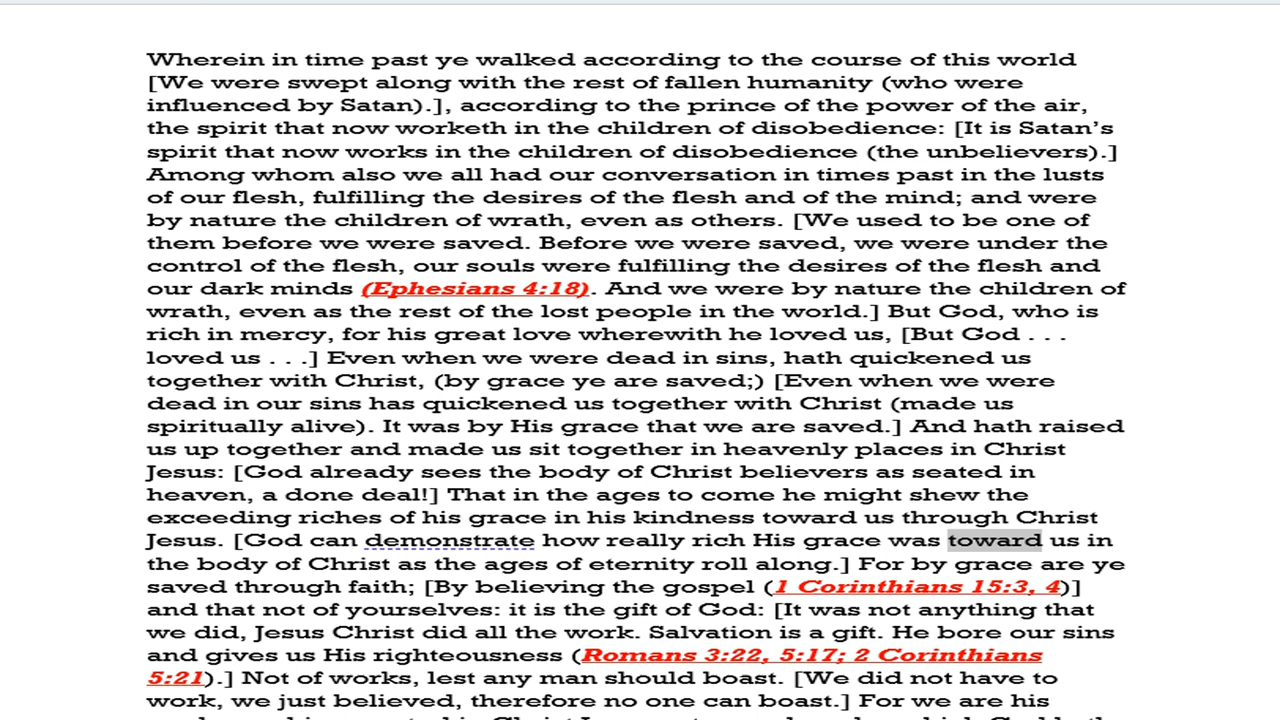 Wherein in time past ye walked according to the course of this world
[We were swept along with the rest of fallen humanity (who were
influenced by Satan).], according to the prince of the power of the air,
the spirit that now worketh in the children of disobedience: [It is Satan’s
spirit that now works in the children of disobedience (the unbelievers).]
Among whom also we all had our conversation in times past in the lusts
of our flesh, fulfilling the desires of the flesh and of the mind; and were
by nature the children of wrath, even as others. [We used to be one of
them before we were saved. Before we were saved, we were under the
control of the flesh, our souls were fulfilling the desires of the flesh and
our dark minds (Ephesians 4:18). And we were by nature the children of
wrath, even as the rest of the lost people in the world.] But God, who is
rich in mercy, for his great love wherewith he loved us, [But God . . .
loved us . . .] Even when we were dead in sins, hath quickened us
together with Christ, (by grace ye are saved;) [Even when we were
dead in our sins has quickened us together with Christ (made us
spiritually alive). It was by His grace that we are saved.] And hath raised
us up together and made us sit together in heavenly places in Christ
Jesus: [God already sees the body of Christ believers as seated in
heaven, a done deal!] That in the ages to come he might shew the
exceeding riches of his grace in his kindness toward us through Christ
Jesus. [God can demonstrate how really rich His grace was toward us in
the body of Christ as the ages of eternity roll along.] For by grace are ye
saved through faith; [By believing the gospel (1 Corinthians 15:3, 4)]
and that not of yourselves: it is the gift of God: [It was not anything that
we did, Jesus Christ did all the work. Salvation is a gift. He bore our sins
and gives us His righteousness (Romans 3:22, 5:17; 2 Corinthians
5:21).] Not of works, lest any man should boast. [We did not have to
work, we just believed, therefore no one can boast.] For we are his